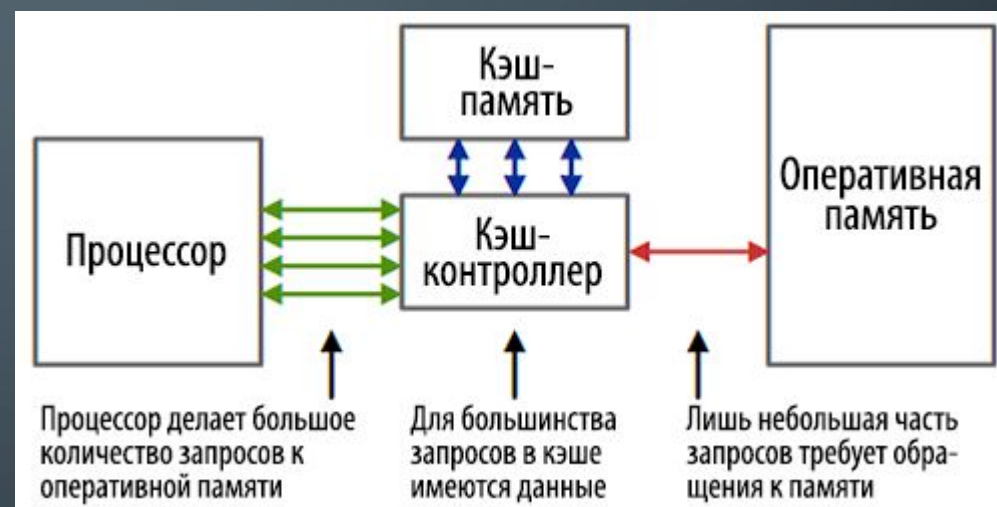 Кэш-
память
Процессор
Кэш-
контроллер
Оперативная
память
Процессор делает большое
количество запросов к
оперативной памяти
Для большинства
запросов в кэше
имеются данные
Лишь небольшая часть
запросов требует обра-
щения к памяти